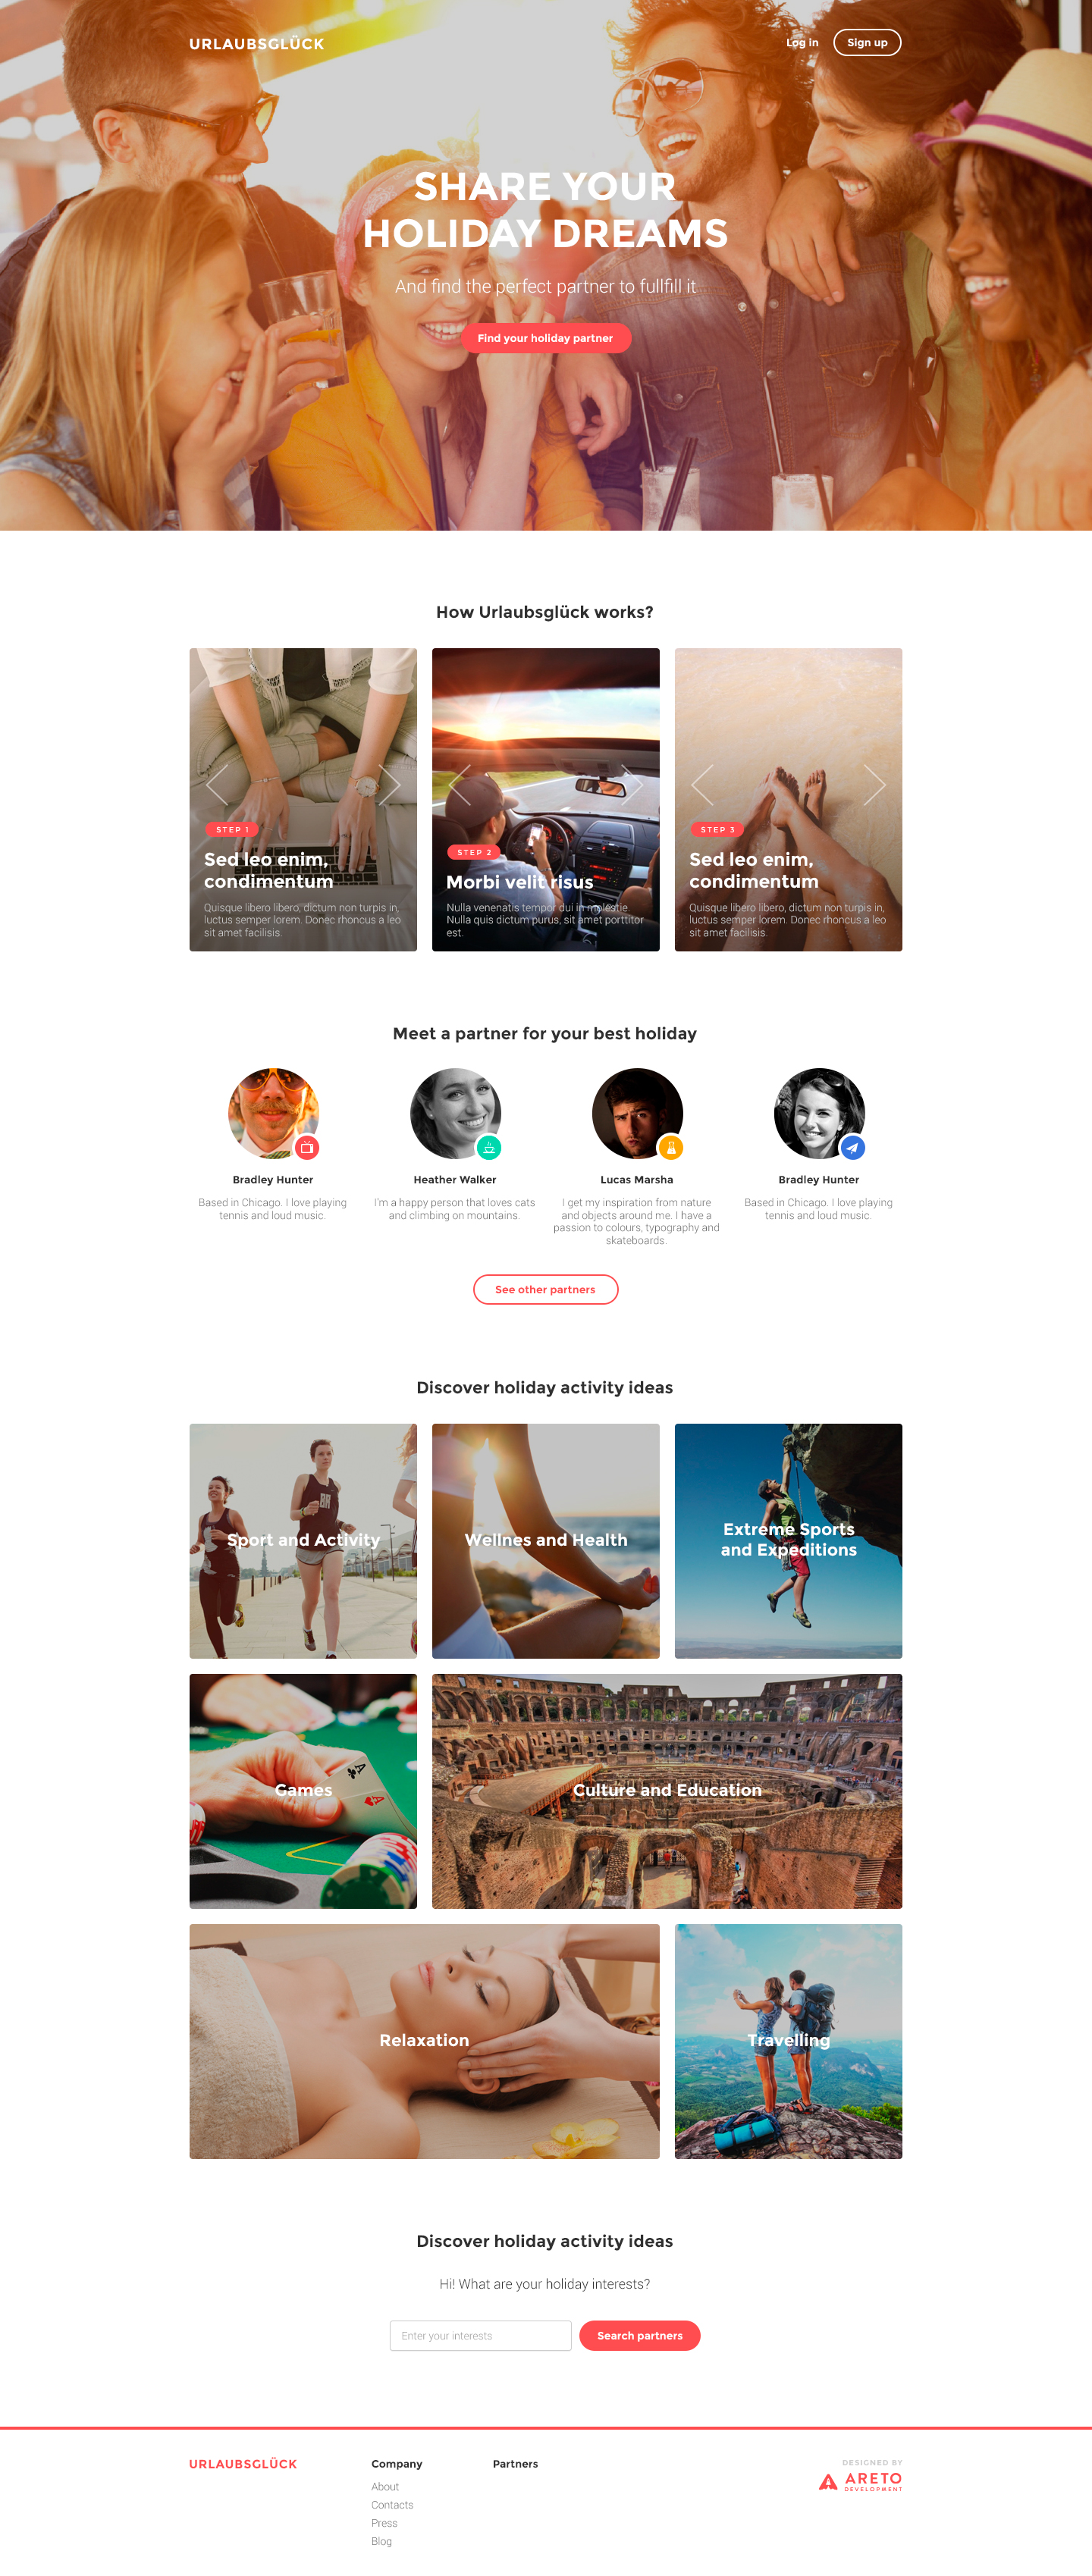 URLAUBSGLÜCK
Log in
Sign up
SHARE YOUR
HOLIDAY DREAMS
And find the perfect partner to fullfill it
Find your holiday partner
How Urlaubsglück works?
STEP 1
Sed leo enim,
condimentum
Quisque libero libero, dictum non turpis in,
luctus semper lorem. Donec rhoncus a leo
sit amet facilisis.
STEP 2
Morbi velit risus
Nulla venenatis tempor dui in molestie.
Nulla quis dictum purus, sit amet porttitor
est.
STEP 3
Sed leo enim,
condimentum
Quisque libero libero, dictum non turpis in,
luctus semper lorem. Donec rhoncus a leo
sit amet facilisis.
Meet a partner for your best holiday
Bradley Hunter
Based in Chicago. I love playing
tennis and loud music.
Heather Walker
I'm a happy person that loves cats
and climbing on mountains.
Lucas Marsha
I get my inspiration from nature
and objects around me. I have a
passion to colours, typography and
skateboards.
Bradley Hunter
Based in Chicago. I love playing
tennis and loud music.
See other partners
Discover holiday activity ideas
Sport and Activity
Wellnes and Health
Extreme Sports
and Expeditions
Games
Culture and Education
Relaxation
Travelling
Discover holiday activity ideas
Hi! What are your holiday interests?
Enter your interests
Search partners
URLAUBSGLÜCK
Company
About
Contacts
Press
Blog
Partners
DESIGNED BY
ARETO
DEVELOPMENT